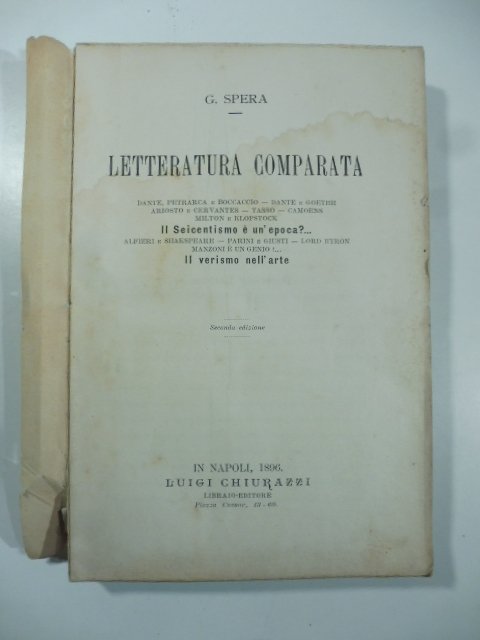 G. SPERA
LETTERATURA COMPARATA
DANTE, PETRARCA E BOCCACCIO — DANTE E GOETHE
ARIOSTO E CERVANTES — TASSO — CAMOENS
MILTON E KLOPSTOCK
Il Seicentismo è un'epoca?...
ALFIERI E SHAKSPEARE — PARINI E GIUSTI — LORD BYRON
MANZONI È UN GENIO!...
Il verismo nell'arte
Seconda edizione
IN NAPOLI, 1896.
LUIGI CHIURAZZI
LIBRAIO-EDITORE
Piazza Cavour,